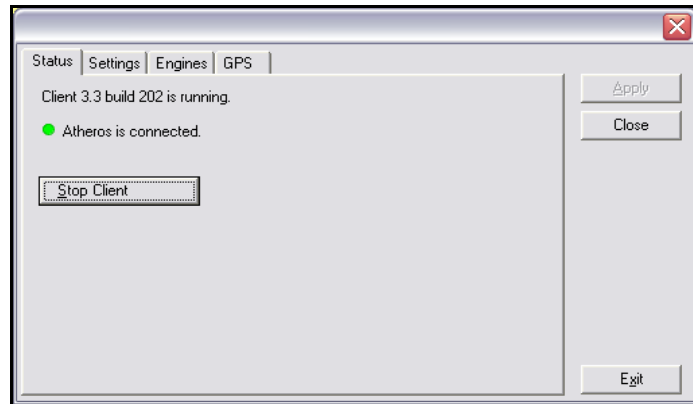 Status Settings Engines GPS
Client 3.3 build 202 is running.
Atheros is connected.
Stop Client
Apply
Close
Exit